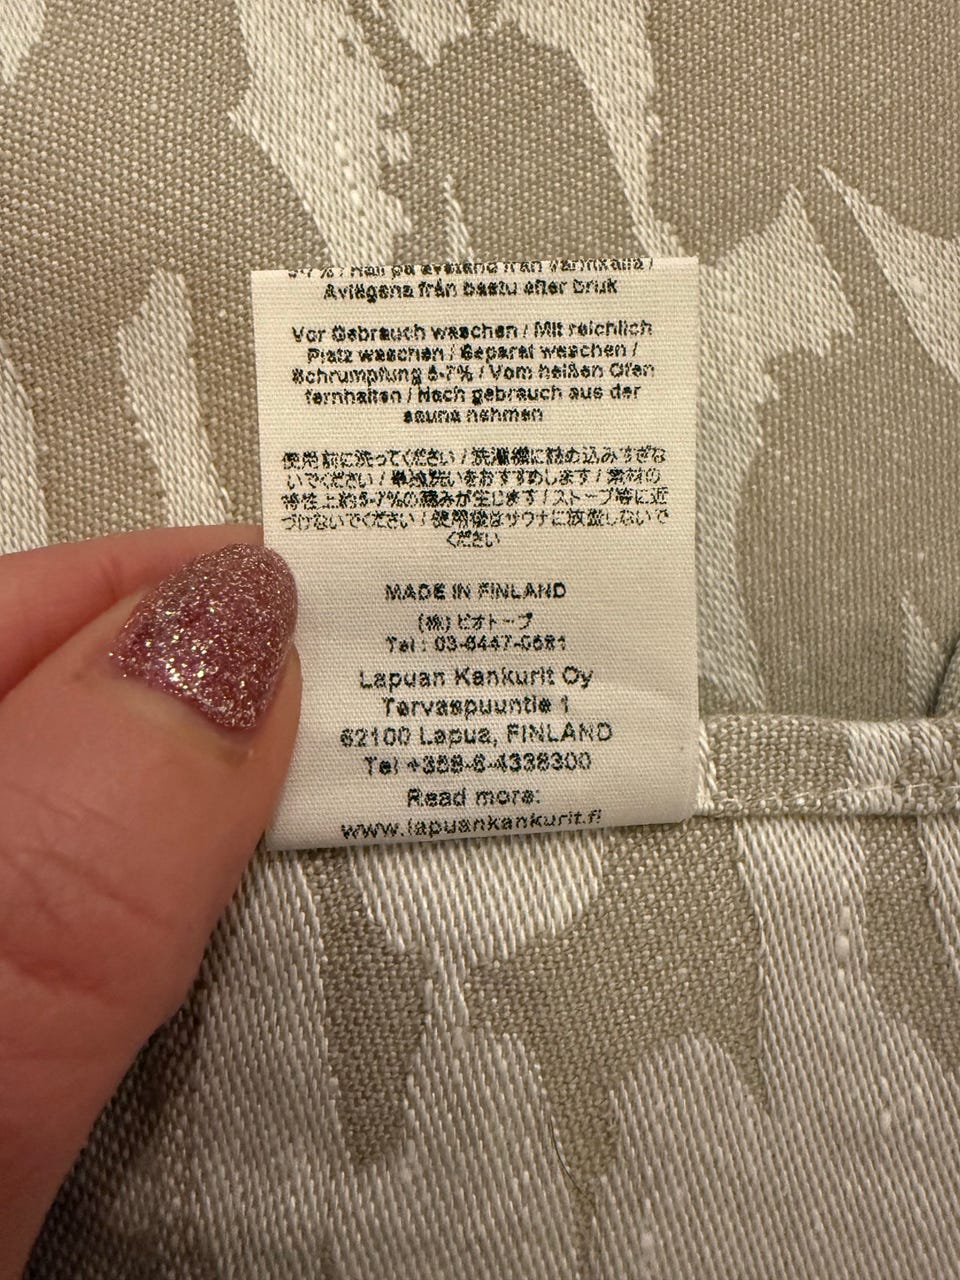 5-7 % / Håll på avstånd från värmkälla /
Avlägsna från bastu efter bruk
Vor Gebrauch waschen / Mit reichlich
Platz waschen / Separat waschen /
Schrumpfung 5-7% / Vom heißen Ofen
fernhalten / Nach gebrauch aus der
sauna nehmen
使用前に洗ってください / 洗濯機に詰め込みすぎな
いでください / 単独洗いをおすすめします / 素材の
特性上約5-7%の縮みが生じます / ストーブ等に近
づけないでください / 使用後はサウナに放置しないで
ください
MADE IN FINLAND
(株) ビオトープ
Tel : 03-6447-0681
Lapuan Kankurit Oy
Tervaspuuntie 1
62100 Lapua, FINLAND
Tel +358-6-4338300
Read more:
www.lapuankankurit.fi